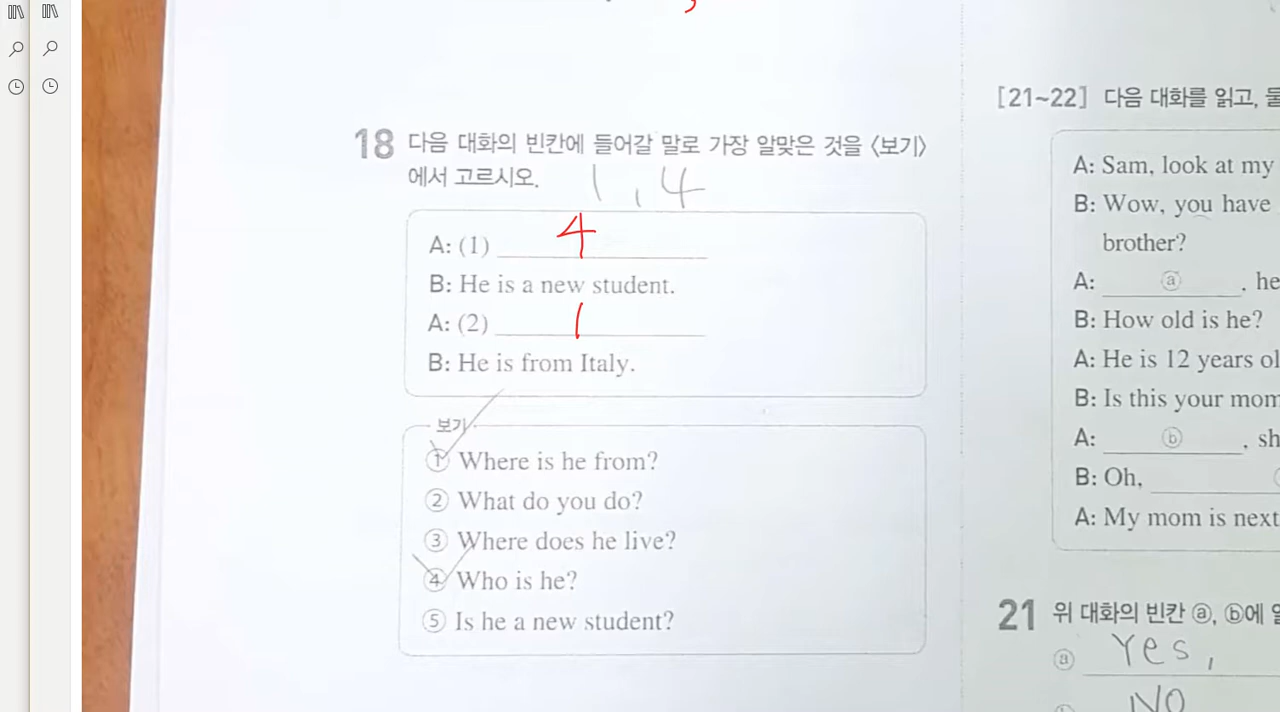 18 다음 대화의 빈칸에 들어갈 말로 가장 알맞은 것을 <보기>
에서 고르시오. 1, 4
A: (1) 4
B: He is a new student.
A: (2) 1
B: He is from Italy.
보기
① Where is he from?
② What do you do?
③ Where does he live?
④ Who is he?
⑤ Is he a new student?
[21~22] 다음 대화를 읽고,
A: Sam, look at my
B: Wow, you have
brother?
A: ⓐ . he
B: How old is he?
A: He is 12 years ol
B: Is this your mom
A: ⓑ , sh
B: Oh,
A: My mom is next
21 위 대화의 빈칸 ⓐ, ⓑ에
ⓐ Yes,
NO